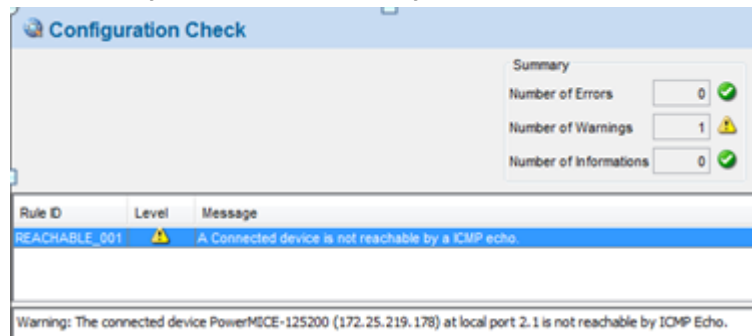 Configuration Check
Summary
Number of Errors 0
Number of Warnings 1
Number of Informations 0
Rule ID Level Message
REACHABLE_001 A Connected device is not reachable by a ICMP echo.
Warning: The connected device PowerMICE-125200 (172.25.219.178) at local port 2.1 is not reachable by ICMP Echo.